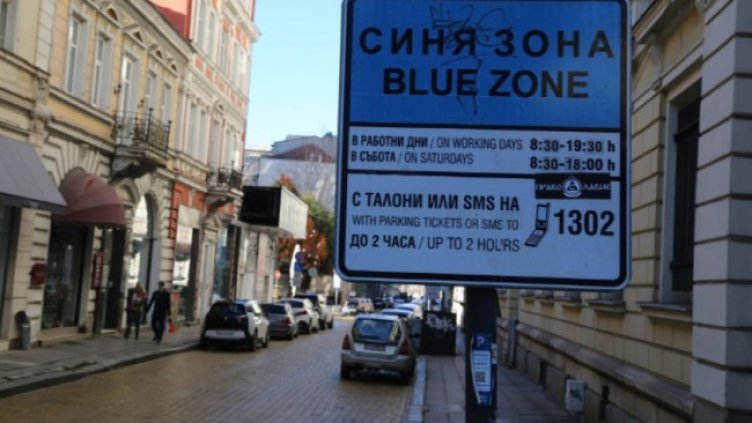 СИНЯ ЗОНА
BLUE ZONE
В РАБОТНИ ДНИ / ON WORKING DAYS 8:30-19:30 h
В СЪБОТА / ON SATURDAYS 8:30-18:00 h
С ТАЛОНИ ИЛИ SMS НА
WITH PARKING TICKETS OR SMS TO
1302
ДО 2 ЧАСА / UP TO 2 HOURS
P